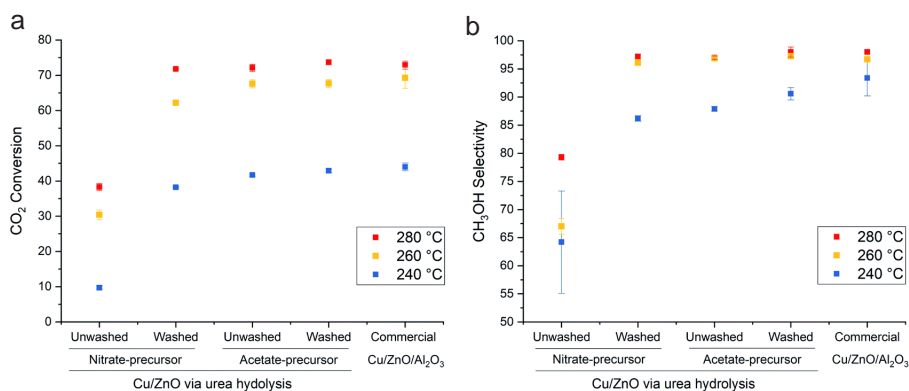 a
CO₂ Conversion
80
70
60
50
40
30
20
10
0
280 °C
260 °C
240 °C
Unwashed Washed Unwashed Washed Commercial
Nitrate-precursor Acetate-precursor Cu/ZnO/Al₂O₃
Cu/ZnO via urea hydolysis
b
CH₃OH Selectivity
100
95
90
85
80
75
70
65
60
55
50
280 °C
260 °C
240 °C
Unwashed Washed Unwashed Washed Commercial
Nitrate-precursor Acetate-precursor Cu/ZnO/Al₂O₃
Cu/ZnO via urea hydrolysis